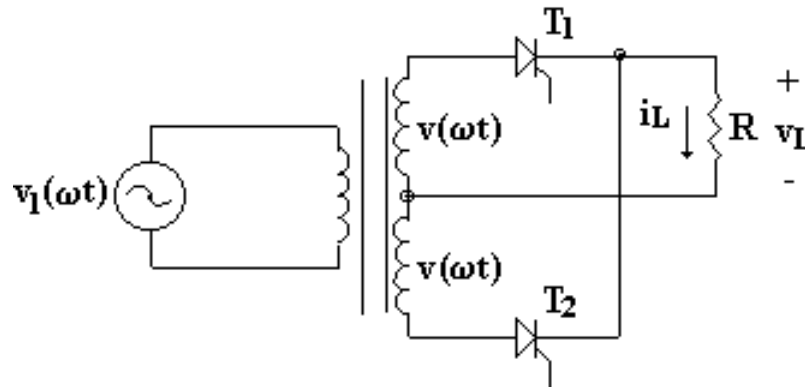 T₁
v(ωt)
iL
R
+
vL
-
v₁(ωt)
v(ωt)
T₂